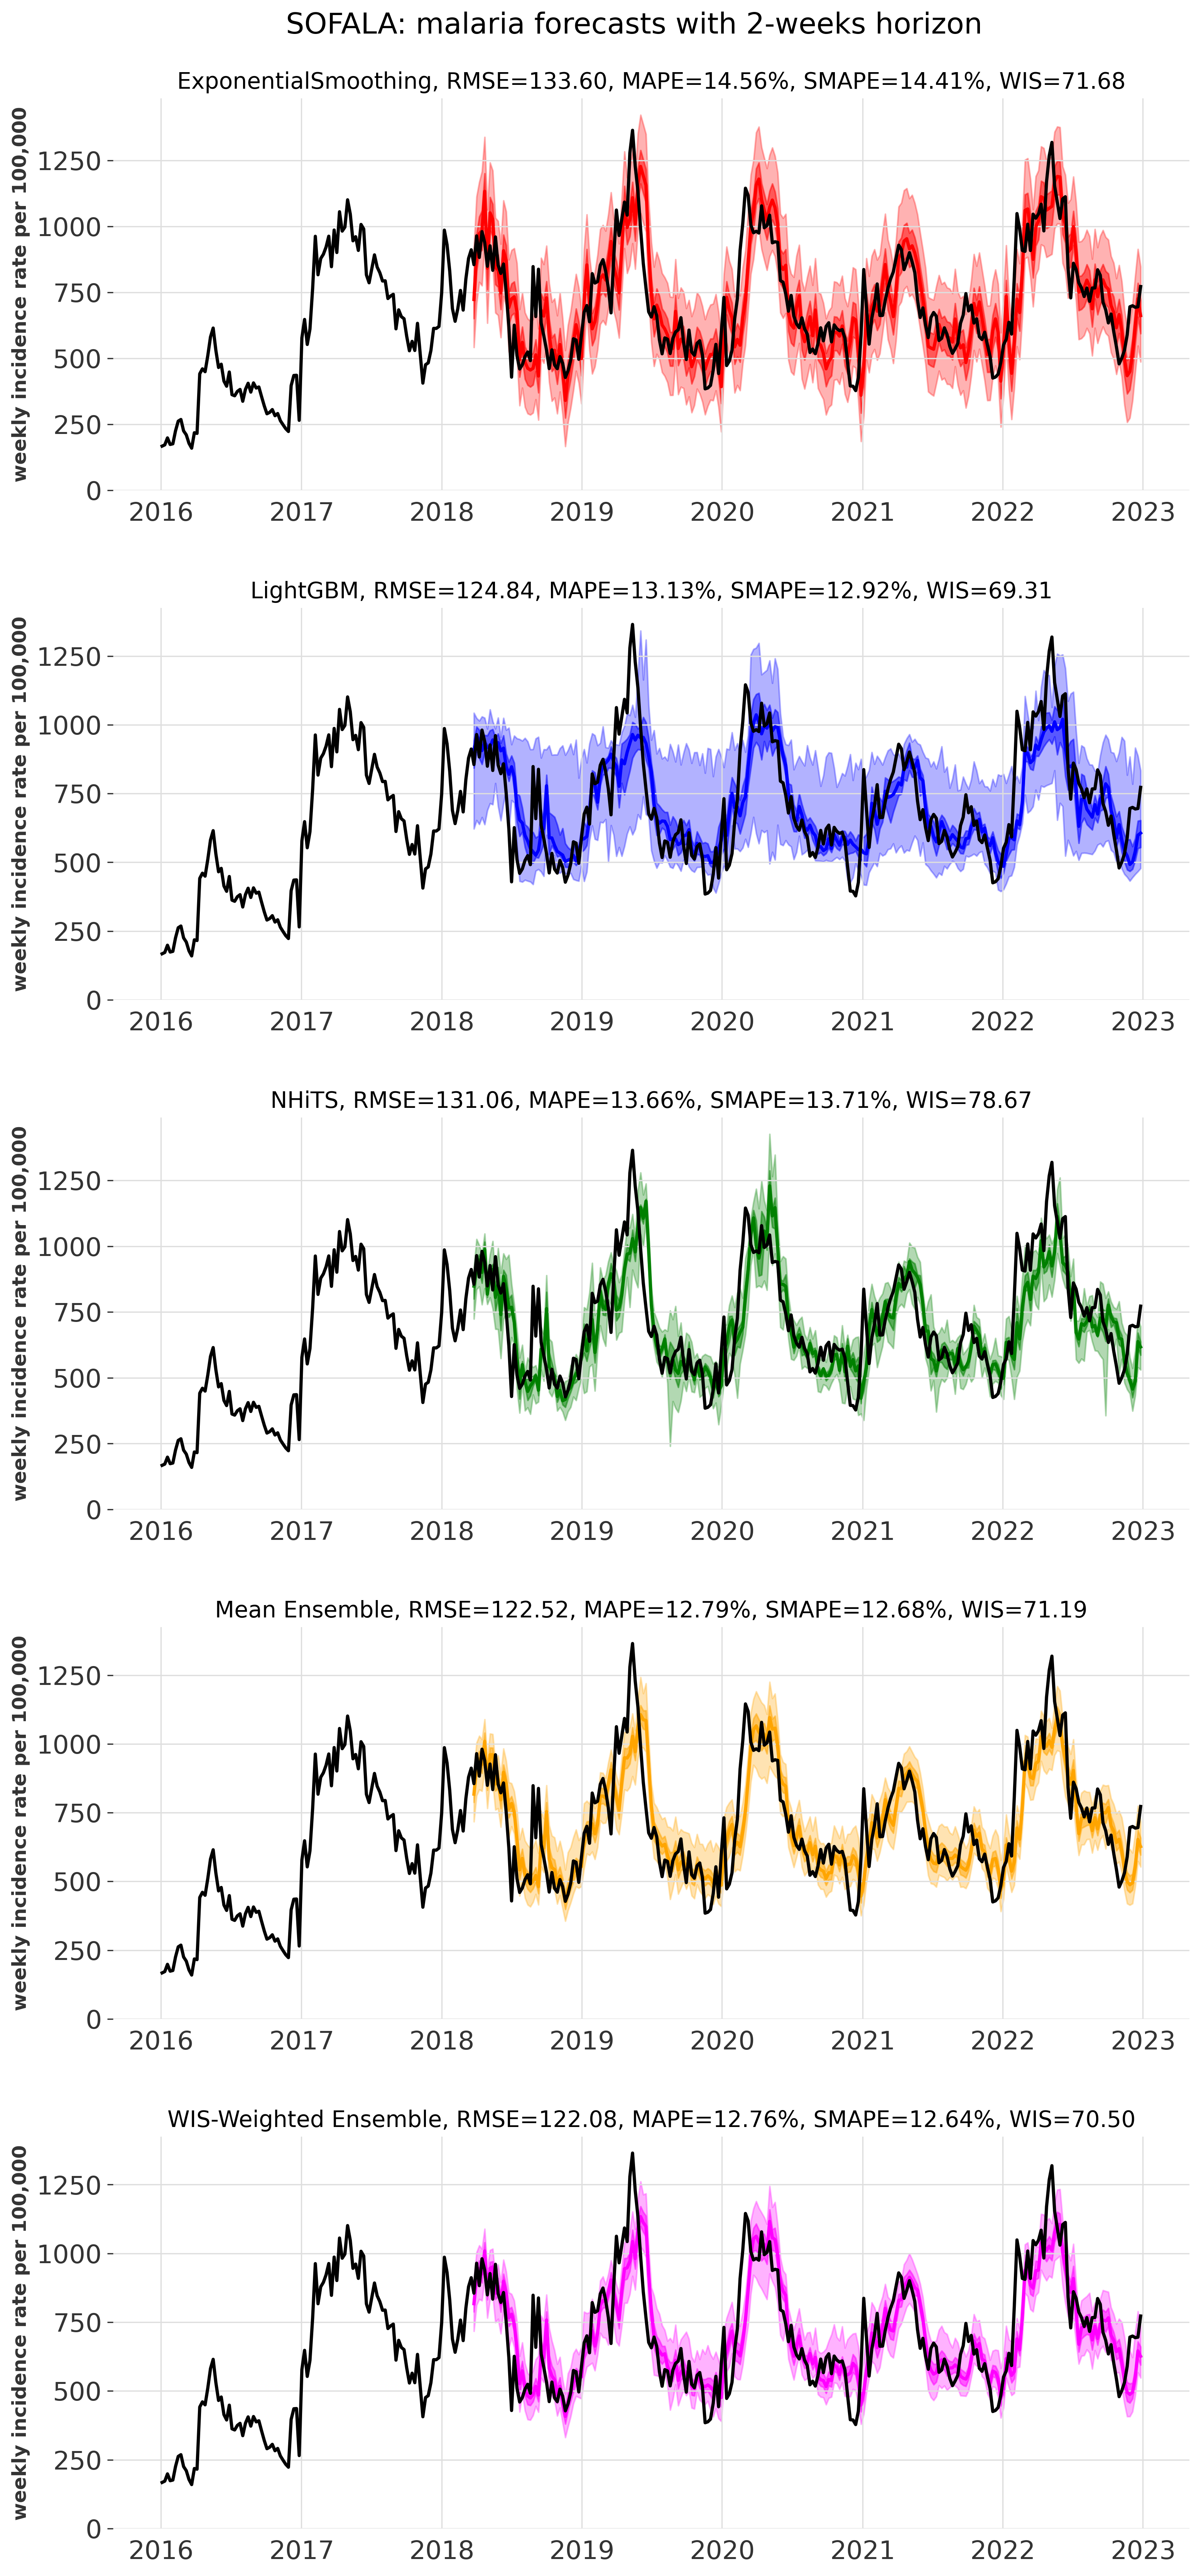 SOFALA: malaria forecasts with 2-weeks horizon
ExponentialSmoothing, RMSE=133.60, MAPE=14.56%, SMAPE=14.41%, WIS=71.68
weekly incidence rate per 100,000
1250
1000
750
500
250
0
2016 2017 2018 2019 2020 2021 2022 2023
LightGBM, RMSE=124.84, MAPE=13.13%, SMAPE=12.92%, WIS=69.31
weekly incidence rate per 100,000
1250
1000
750
500
250
0
2016 2017 2018 2019 2020 2021 2022 2023
NHiTS, RMSE=131.06, MAPE=13.66%, SMAPE=13.71%, WIS=78.67
weekly incidence rate per 100,000
1250
1000
750
500
250
0
2016 2017 2018 2019 2020 2021 2022 2023
Mean Ensemble, RMSE=122.52, MAPE=12.79%, SMAPE=12.68%, WIS=71.19
weekly incidence rate per 100,000
1250
1000
750
500
250
0
2016 2017 2018 2019 2020 2021 2022 2023
WIS-Weighted Ensemble, RMSE=122.08, MAPE=12.76%, SMAPE=12.64%, WIS=70.50
weekly incidence rate per 100,000
1250
1000
750
500
250
0
2016 2017 2018 2019 2020 2021 2022 2023